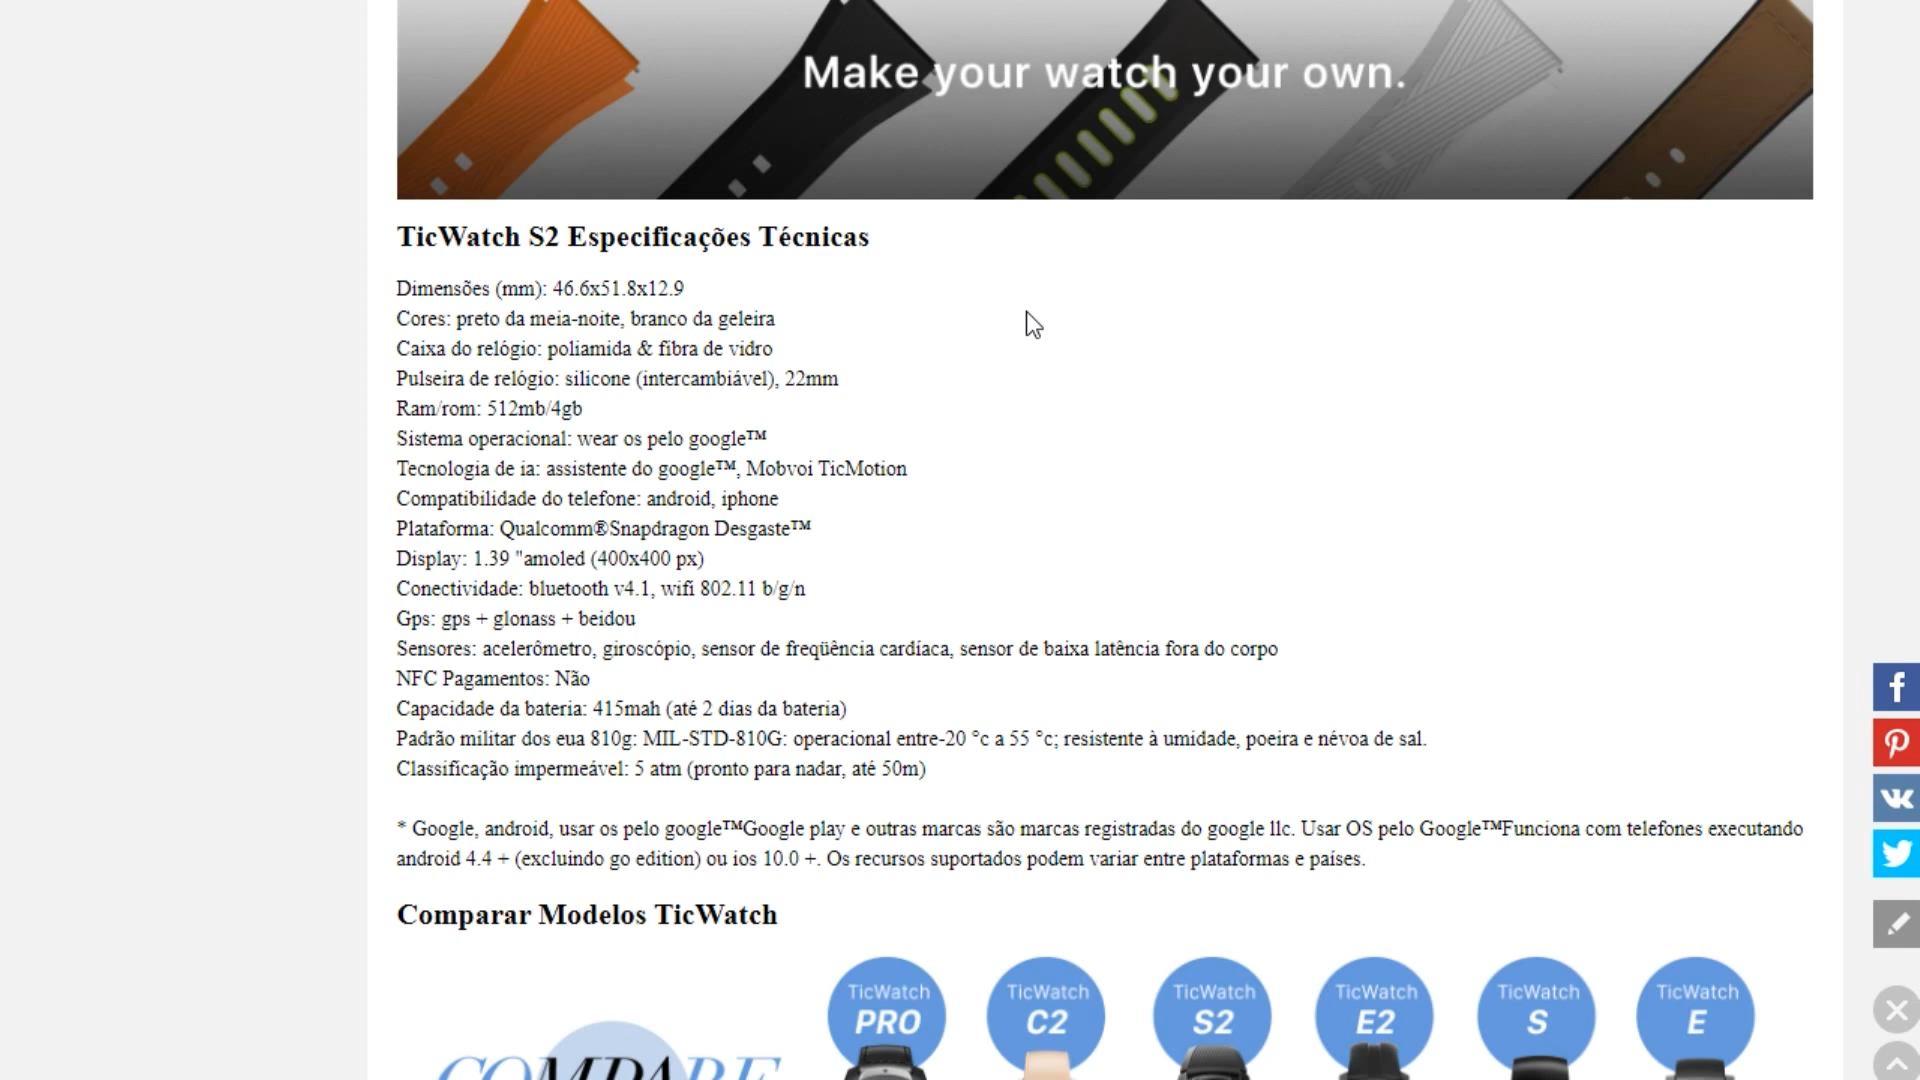 Make your watch your own.
TicWatch S2 Especificações Técnicas
Dimensões (mm): 46.6x51.8x12.9
Cores: preto da meia-noite, branco da geleira
Caixa do relógio: poliamida & fibra de vidro
Pulseira de relógio: silicone (intercambiável), 22mm
Ram/rom: 512mb/4gb
Sistema operacional: wear os pelo google™
Tecnologia de ia: assistente do google™, Mobvoi TicMotion
Compatibilidade do telefone: android, iphone
Plataforma: Qualcomm®Snapdragon Desgaste™
Display: 1.39 "amoled (400x400 px)
Conectividade: bluetooth v4.1, wifi 802.11 b/g/n
Gps: gps + glonass + beidou
Sensores: acelerômetro, giroscópio, sensor de freqüência cardíaca, sensor de baixa latência fora do corpo
NFC Pagamentos: Não
Capacidade da bateria: 415mah (até 2 dias da bateria)
Padrão militar dos eua 810g: MIL-STD-810G: operacional entre-20 °c a 55 °c; resistente à umidade, poeira e névoa de sal.
Classificação impermeável: 5 atm (pronto para nadar, até 50m)
* Google, android, usar os pelo google™Google play e outras marcas são marcas registradas do google llc. Usar OS pelo Google™Funciona com telefones executando
android 4.4 + (excluindo go edition) ou ios 10.0 +. Os recursos suportados podem variar entre plataformas e países.
Comparar Modelos TicWatch
TicWatch PRO
TicWatch C2
TicWatch S2
TicWatch E2
TicWatch S
TicWatch E
COMPARE